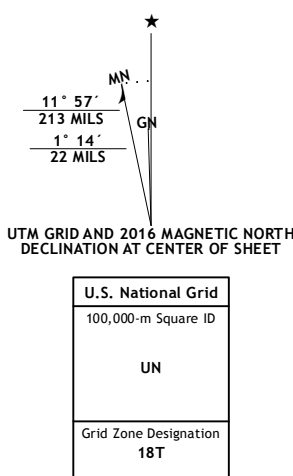 ★
MN
11° 57´
213 MILS
GN
1° 14´
22 MILS
UTM GRID AND 2016 MAGNETIC NORTH
DECLINATION AT CENTER OF SHEET
U.S. National Grid
100,000-m Square ID
UN
Grid Zone Designation
18T